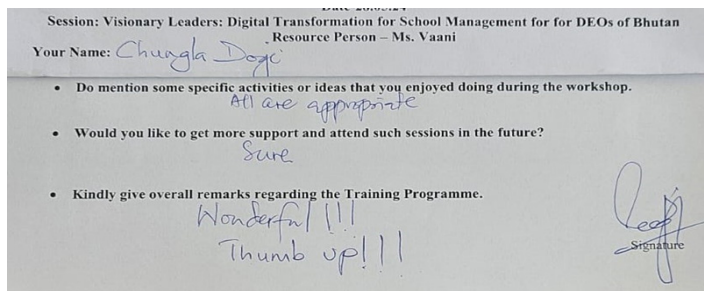 Session: Visionary Leaders: Digital Transformation for School Management for for DEOs of Bhutan
Resource Person – Ms. Vaani
Your Name: Chungla Dogi
• Do mention some specific activities or ideas that you enjoyed doing during the workshop.
All are appropriate
• Would you like to get more support and attend such sessions in the future?
Sure
• Kindly give overall remarks regarding the Training Programme.
Wonderful!!!
Thumb up!!!
Signature